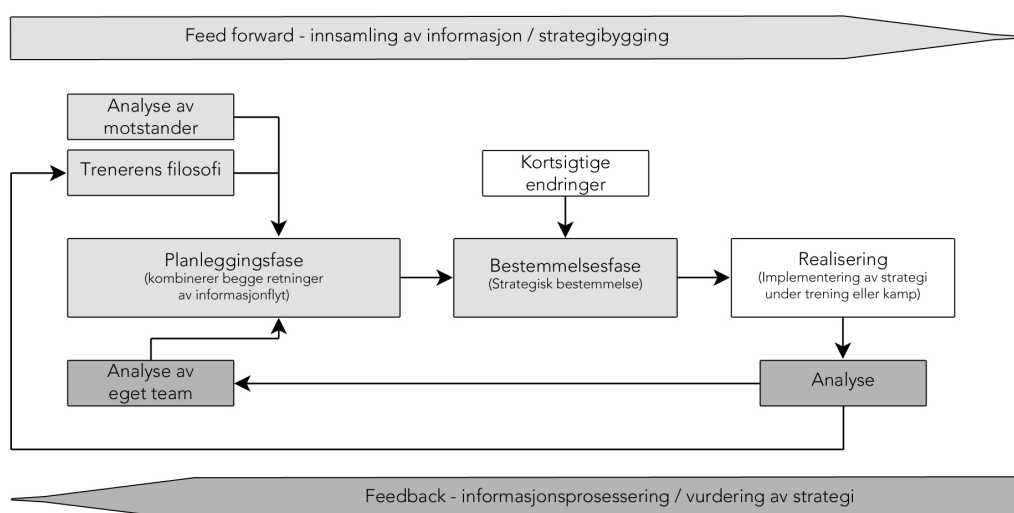 Feed forward - innsamling av informasjon / strategibygging
Analyse av
motstander
Trenerens filosofi
Kortsigtige
endringer
Planleggingsfase
(kombinerer begge retninger
av informasjonflyt)
Bestemmelsesfase
(Strategisk bestemmelse)
Realisering
(Implementering av strategi
under trening eller kamp)
Analyse av
eget team
Analyse
Feedback - informasjonsprosessering / vurdering av strategi